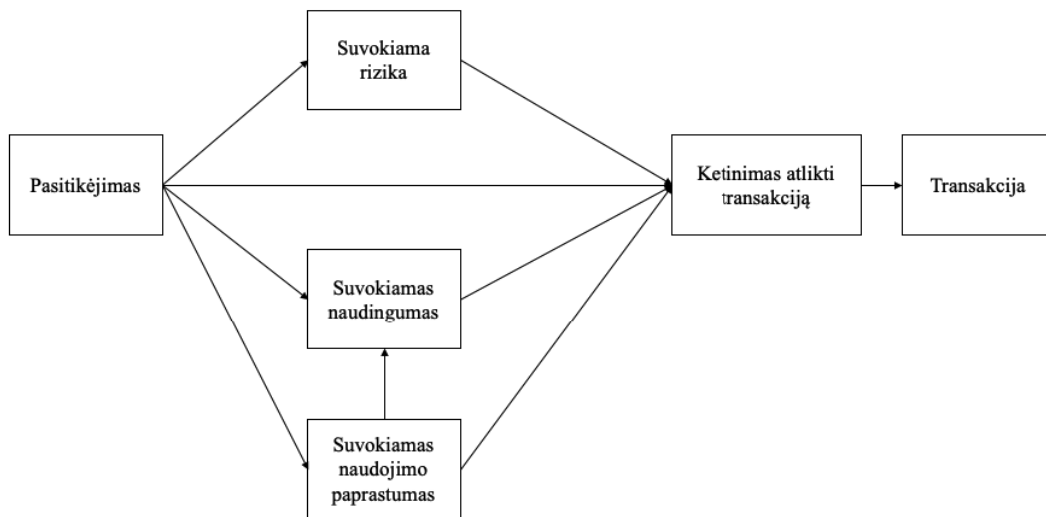 Suvokiama
rizika
Pasitikėjimas
Ketinimas atlikti
transakciją
Transakcija
Suvokiamas
naudingumas
Suvokiamas
naudojimo
paprastumas